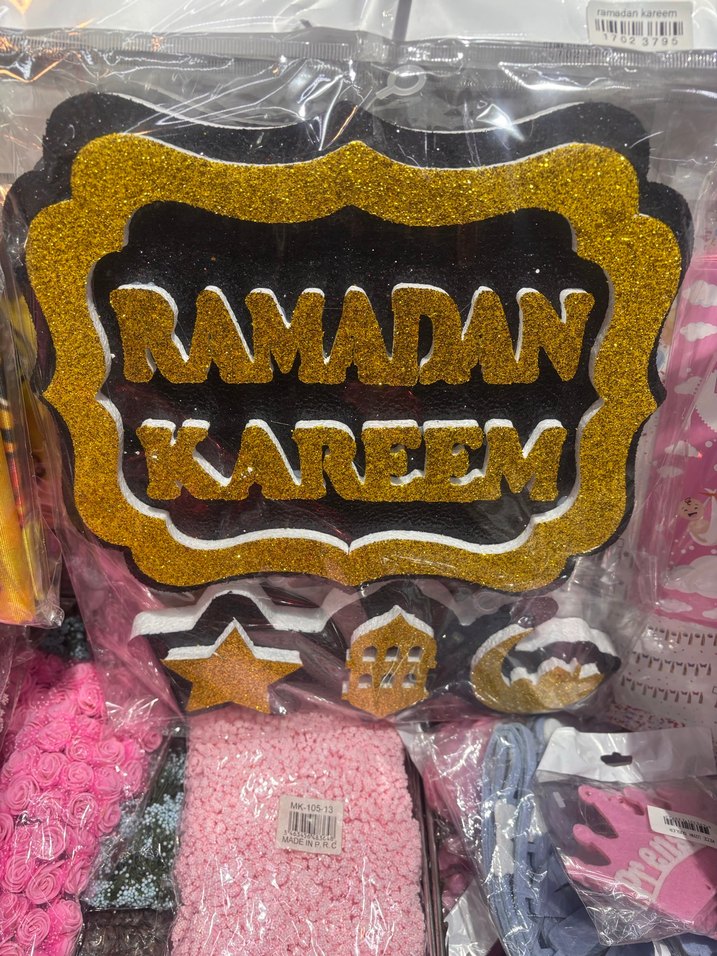 ramadan kareem
1702 3795
RAMADAN
KAREEM
MK-105-13
MADE IN P.R.C